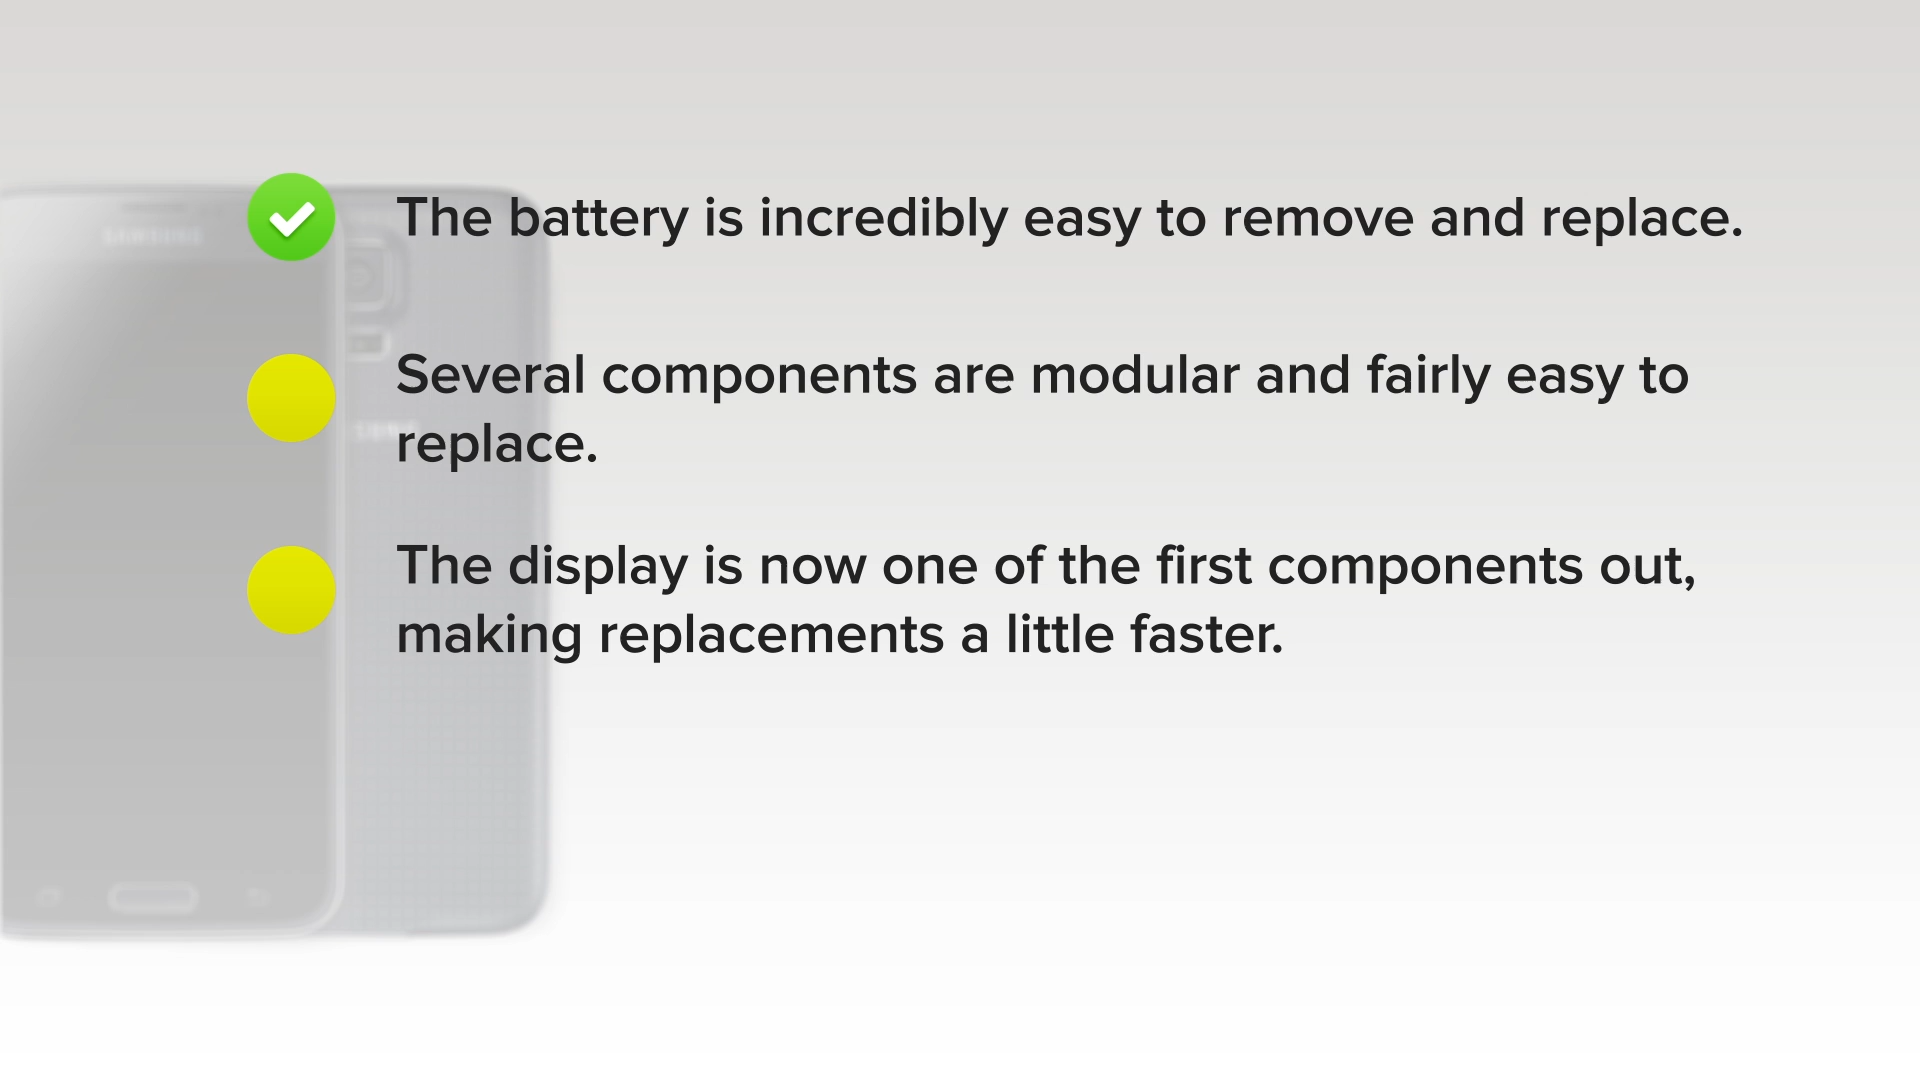 SAMSUNG
The battery is incredibly easy to remove and replace.
Several components are modular and fairly easy to
replace.
The display is now one of the first components out,
making replacements a little faster.